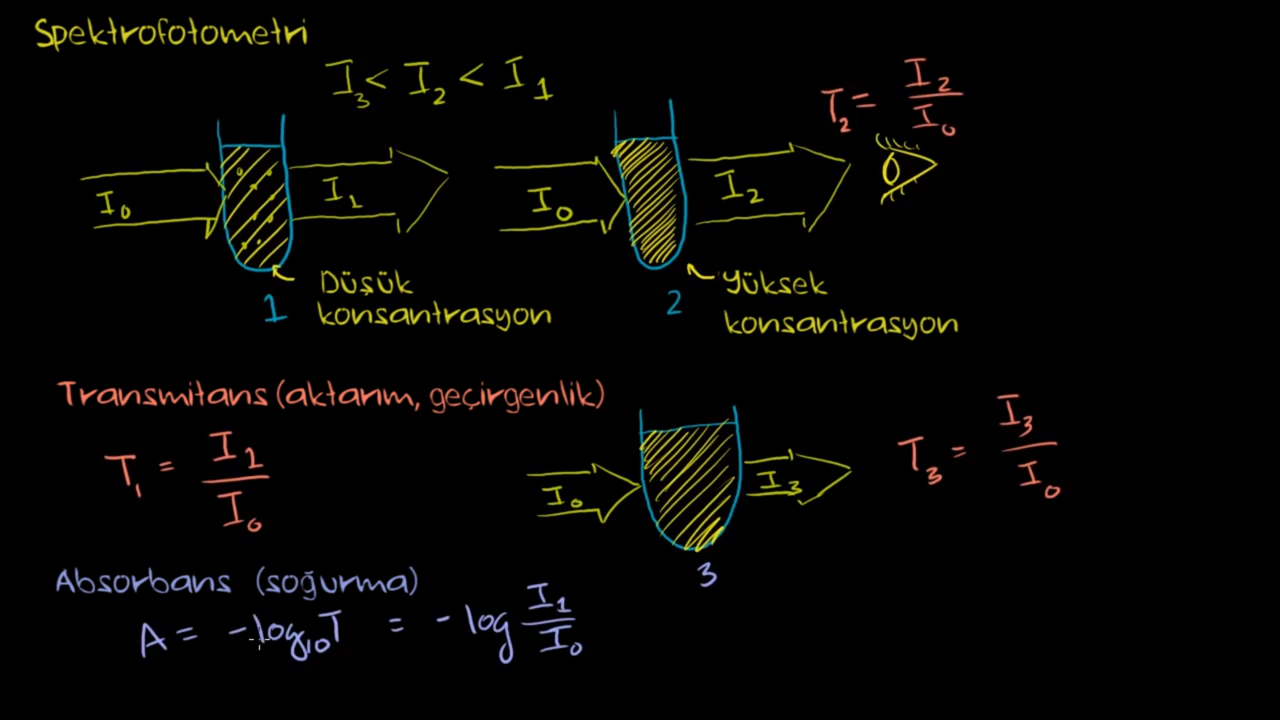 Spektrofotometri
I₃ < I₂ < I₁
T₂ = I₂/I₀
I₀
I₁
I₀
I₂
1
Düşük
konsantrasyon
2
Yüksek
konsantrasyon
Transmitans (aktarım, geçirgenlik)
T₁ = I₁/I₀
I₀
I₃
3
T₃ = I₃/I₀
Absorbans (soğurma)
A = -log₁₀T = -log I₁/I₀